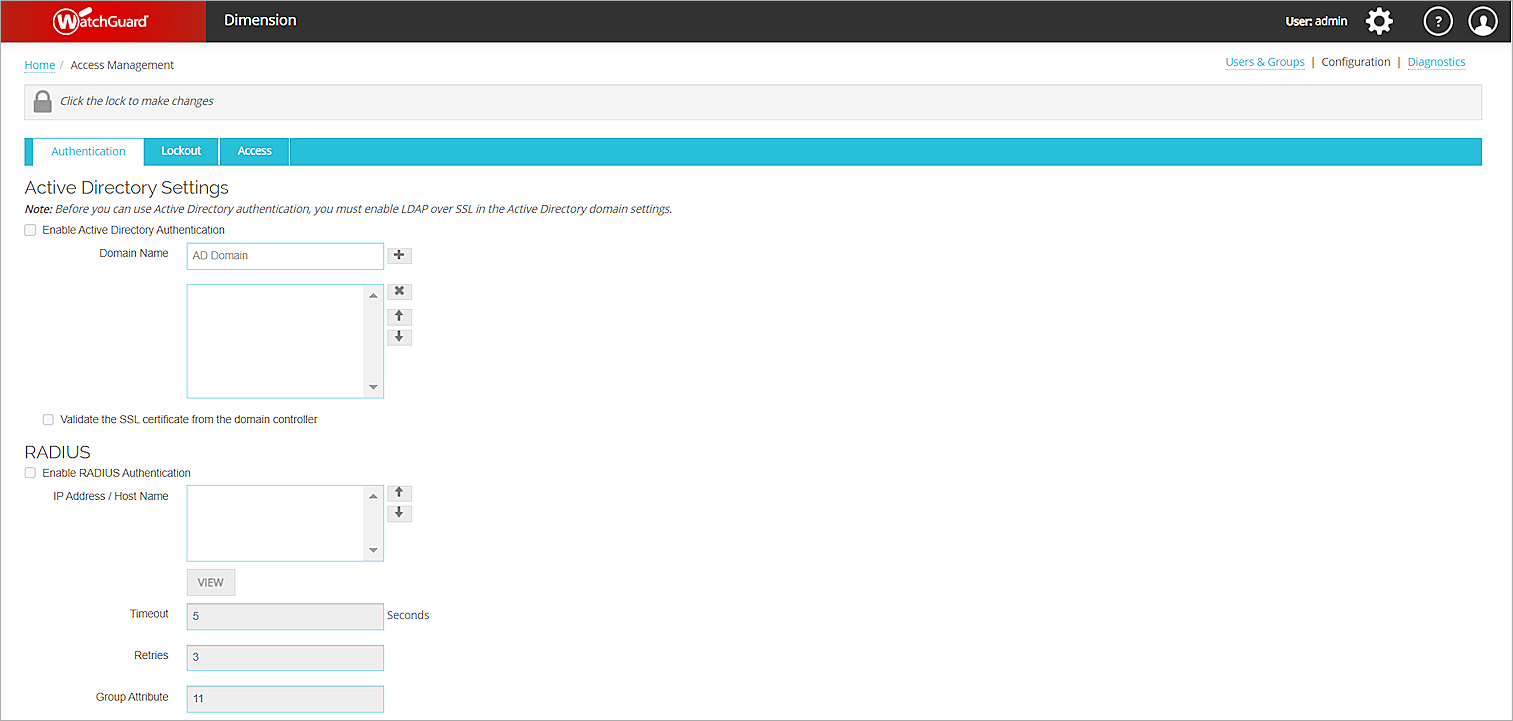 WatchGuard Dimension User: admin ?
Home / Access Management Users & Groups | Configuration | Diagnostics
Click the lock to make changes
Authentication Lockout Access
Active Directory Settings
Note: Before you can use Active Directory authentication, you must enable LDAP over SSL in the Active Directory domain settings.
Enable Active Directory Authentication
Domain Name AD Domain
Validate the SSL certificate from the domain controller
RADIUS
Enable RADIUS Authentication
IP Address / Host Name
VIEW
Timeout 5 Seconds
Retries 3
Group Attribute 11